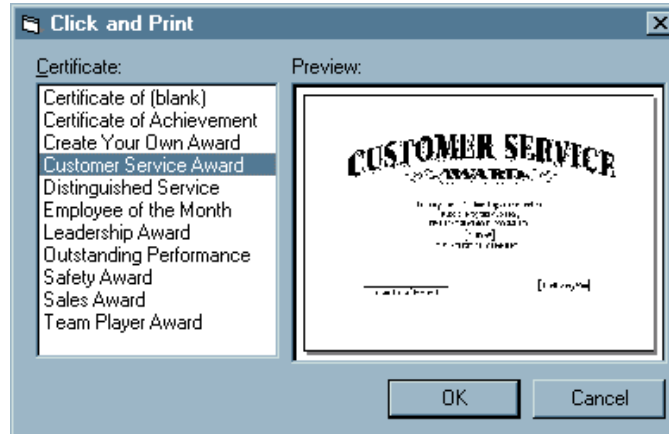 Click and Print
Certificate:
Certificate of (blank)
Certificate of Achievement
Create Your Own Award
Customer Service Award
Distinguished Service
Employee of the Month
Leadership Award
Outstanding Performance
Safety Award
Sales Award
Team Player Award
Preview:
CUSTOMER SERVICE
AWARD
OK
Cancel